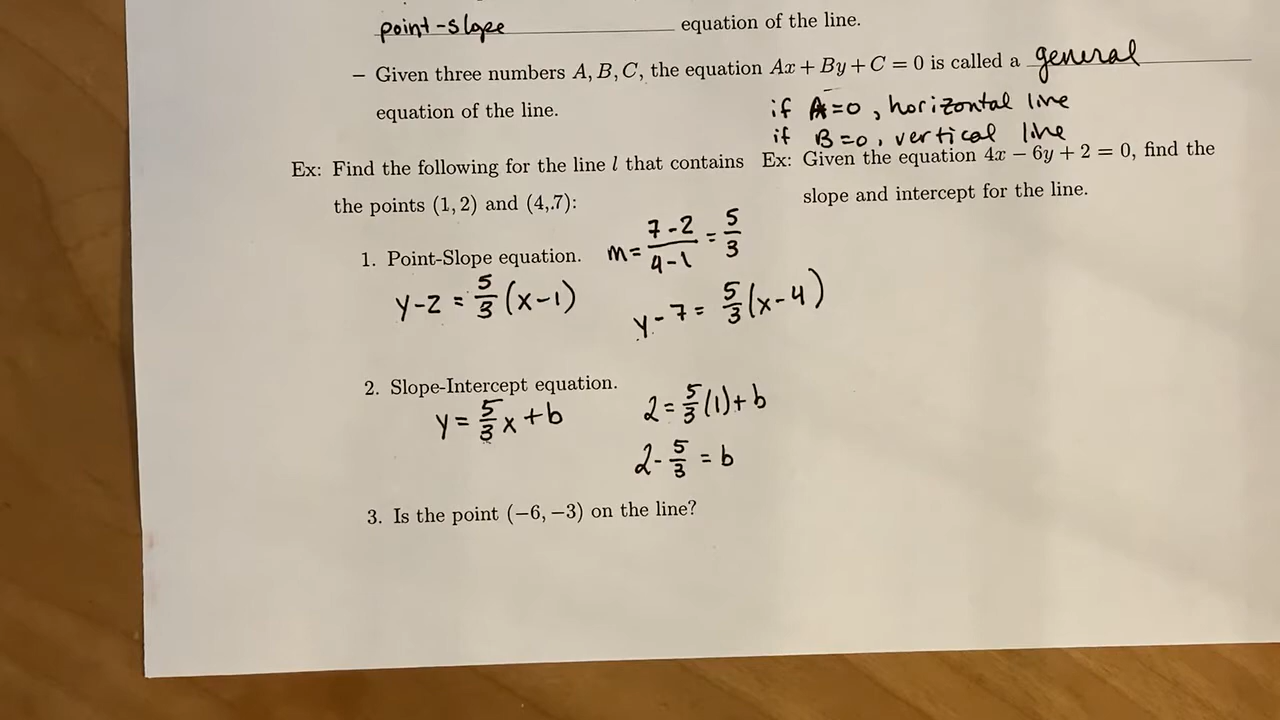 point-slope equation of the line.
– Given three numbers A, B, C, the equation Ax + By + C = 0 is called a general
equation of the line.
if A=0, horizontal line
if B=0, vertical line
Ex: Find the following for the line l that contains
the points (1, 2) and (4,.7):
1. Point-Slope equation. m = 7-2/4-1 = 5/3
y-2 = 5/3 (x-1)
y-7 = 5/3 (x-4)
2. Slope-Intercept equation.
y = 5/3 x + b
2 = 5/3 (1) + b
2 - 5/3 = b
3. Is the point (−6, −3) on the line?
Ex: Given the equation 4x − 6y + 2 = 0, find the
slope and intercept for the line.